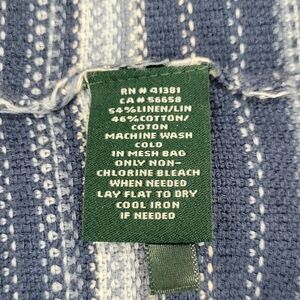 RN # 41381
CA # 56658
54% LINEN/LIN
46% COTTON/
COTON
MACHINE WASH
COLD
IN MESH BAG
ONLY NON-
CHLORINE BLEACH
WHEN NEEDED
LAY FLAT TO DRY
COOL IRON
IF NEEDED